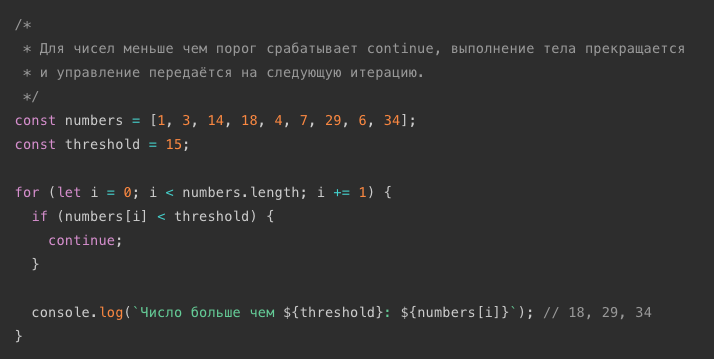 /*
 * Для чисел меньше чем порог срабатывает continue, выполнение тела прекращается
 * и управление передаётся на следующую итерацию.
 */
const numbers = [1, 3, 14, 18, 4, 7, 29, 6, 34];
const threshold = 15;

for (let i = 0; i < numbers.length; i += 1) {
  if (numbers[i] < threshold) {
    continue;
  }

  console.log(`Число больше чем ${threshold}: ${numbers[i]}`); // 18, 29, 34
}